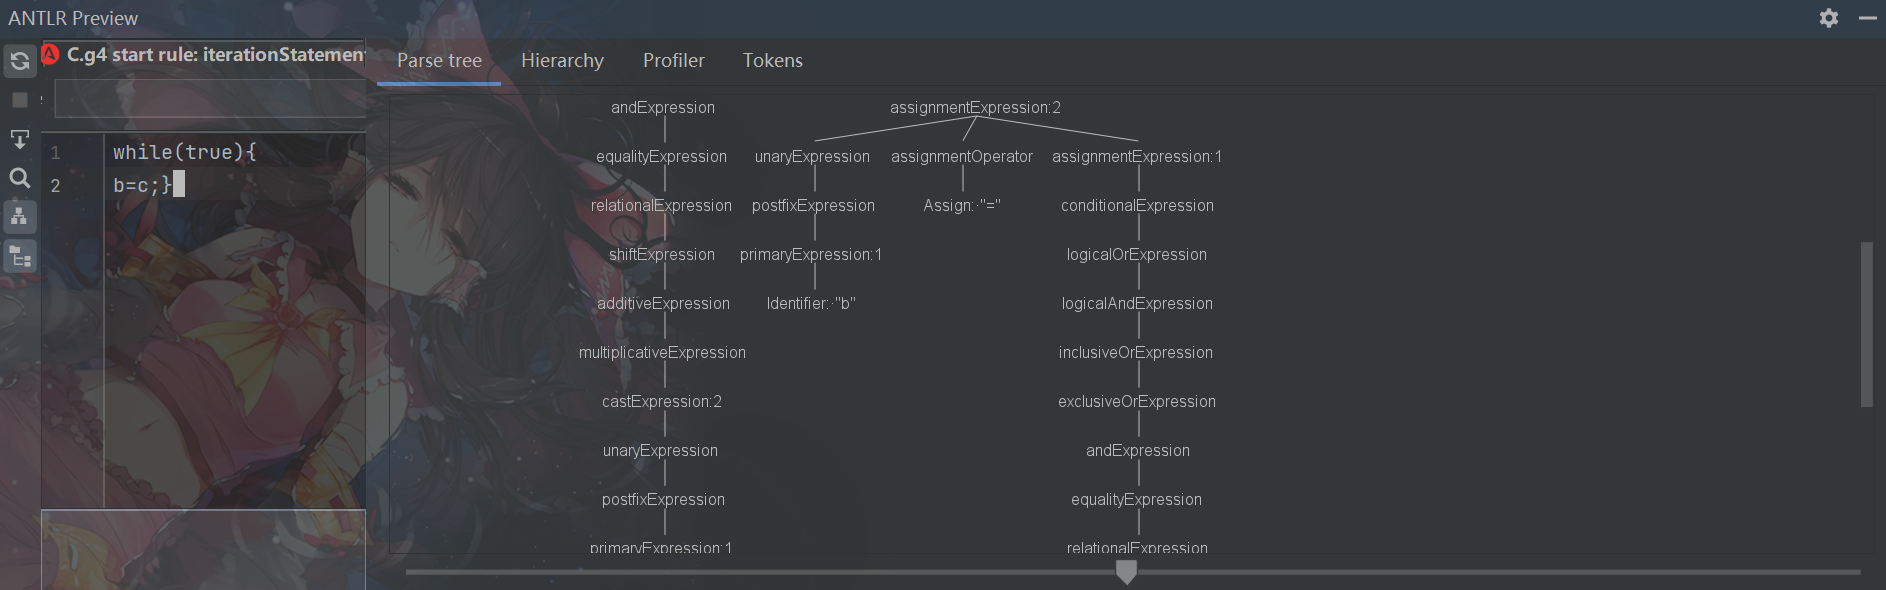 ANTLR Preview
C.g4 start rule: iterationStatement
Parse tree Hierarchy Profiler Tokens
1 while(true){
2 b=c;}
andExpression assignmentExpression:2
equalityExpression unaryExpression assignmentOperator assignmentExpression:1
relationalExpression postfixExpression Assign:·"=" conditionalExpression
shiftExpression primaryExpression:1 logicalOrExpression
additiveExpression Identifier:·"b" logicalAndExpression
multiplicativeExpression inclusiveOrExpression
castExpression:2 exclusiveOrExpression
unaryExpression andExpression
postfixExpression equalityExpression
primaryExpression:1 relationalExpression